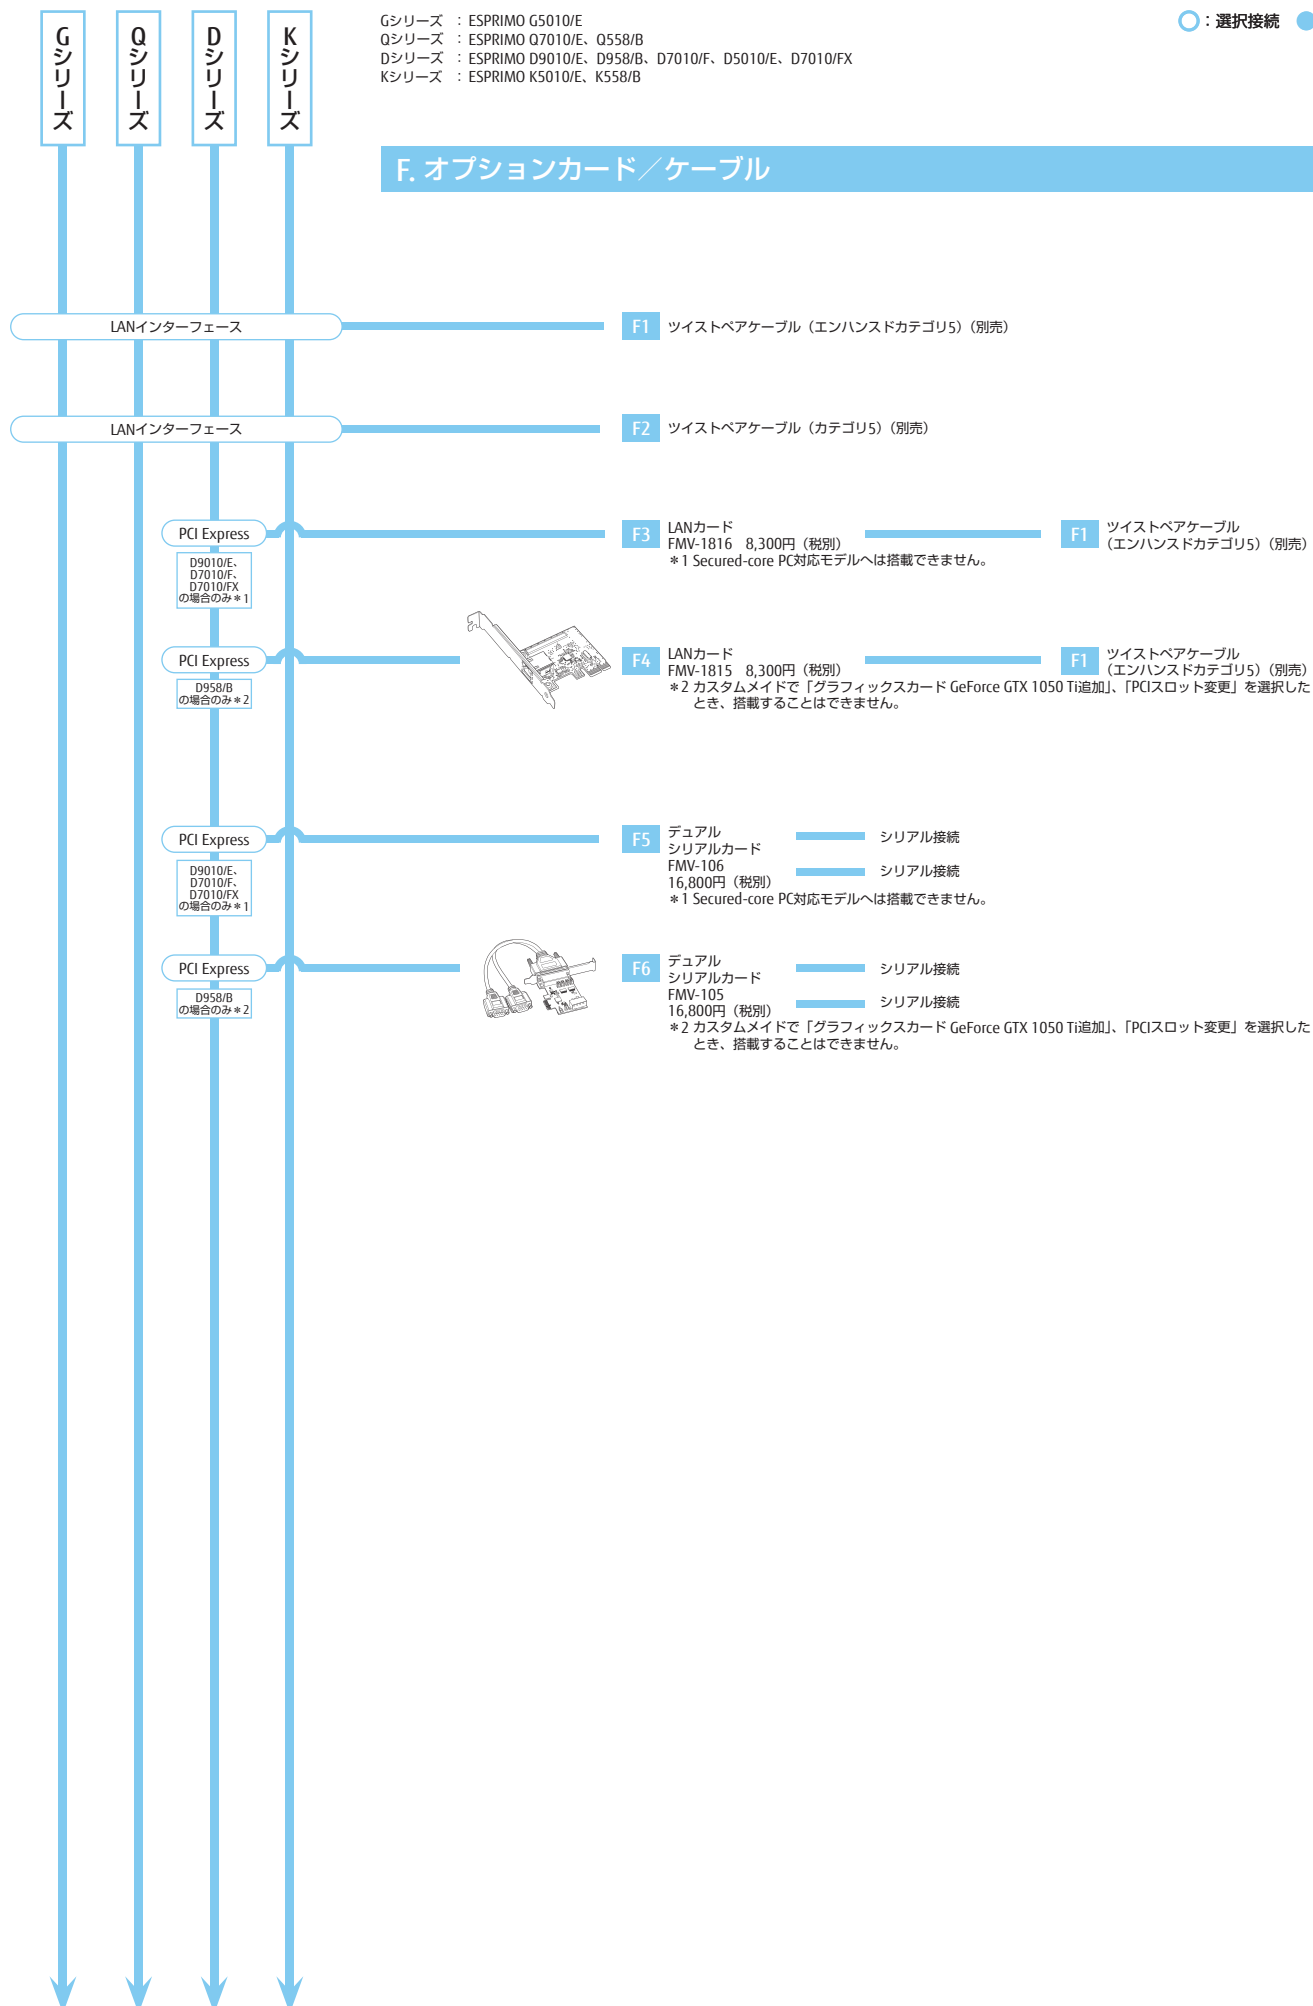 Gシリーズ
Qシリーズ
Dシリーズ
Kシリーズ
Gシリーズ ：ESPRIMO G5010/E
Qシリーズ ：ESPRIMO Q7010/E、Q558/B
Dシリーズ ：ESPRIMO D9010/E、D958/B、D7010/F、D5010/E、D7010/FX
Kシリーズ ：ESPRIMO K5010/E、K558/B
：選択接続
F. オプションカード／ケーブル
LANインターフェース
F1 ツイストペアケーブル（エンハンスドカテゴリ5）（別売）
LANインターフェース
F2 ツイストペアケーブル（カテゴリ5）（別売）
PCI Express
D9010/E、
D7010/F、
D7010/FX
の場合のみ＊1
F3 LANカード
FMV-1816 8,300円（税別）
＊1 Secured-core PC対応モデルへは搭載できません。
F1 ツイストペアケーブル
（エンハンスドカテゴリ5）（別売）
PCI Express
D958/B
の場合のみ＊2
F4 LANカード
FMV-1815 8,300円（税別）
＊2 カスタムメイドで「グラフィックスカード GeForce GTX 1050 Ti追加」、「PCIスロット変更」を選択した
とき、搭載することはできません。
F1 ツイストペアケーブル
（エンハンスドカテゴリ5）（別売）
PCI Express
D9010/E、
D7010/F、
D7010/FX
の場合のみ＊1
F5 デュアル
シリアルカード
FMV-106
16,800円（税別）
＊1 Secured-core PC対応モデルへは搭載できません。
シリアル接続
シリアル接続
PCI Express
D958/B
の場合のみ＊2
F6 デュアル
シリアルカード
FMV-105
16,800円（税別）
＊2 カスタムメイドで「グラフィックスカード GeForce GTX 1050 Ti追加」、「PCIスロット変更」を選択した
とき、搭載することはできません。
シリアル接続
シリアル接続